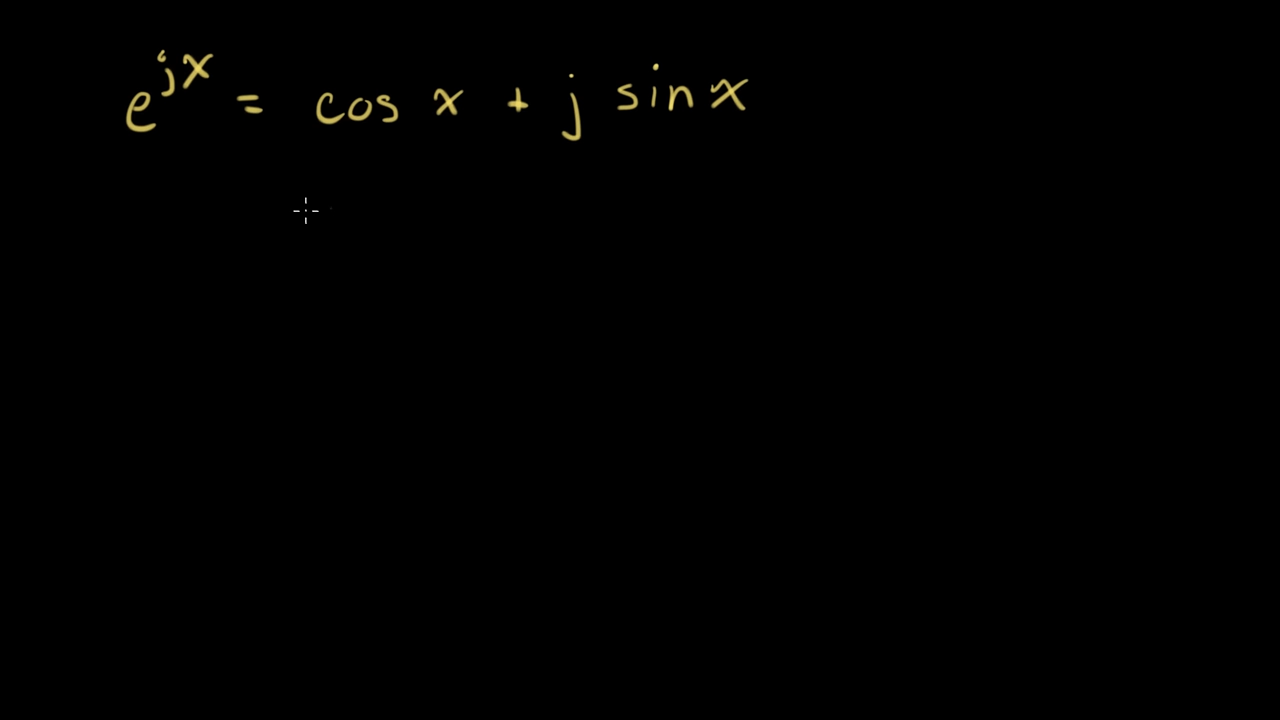 e^{jx} = cos x + j sin x